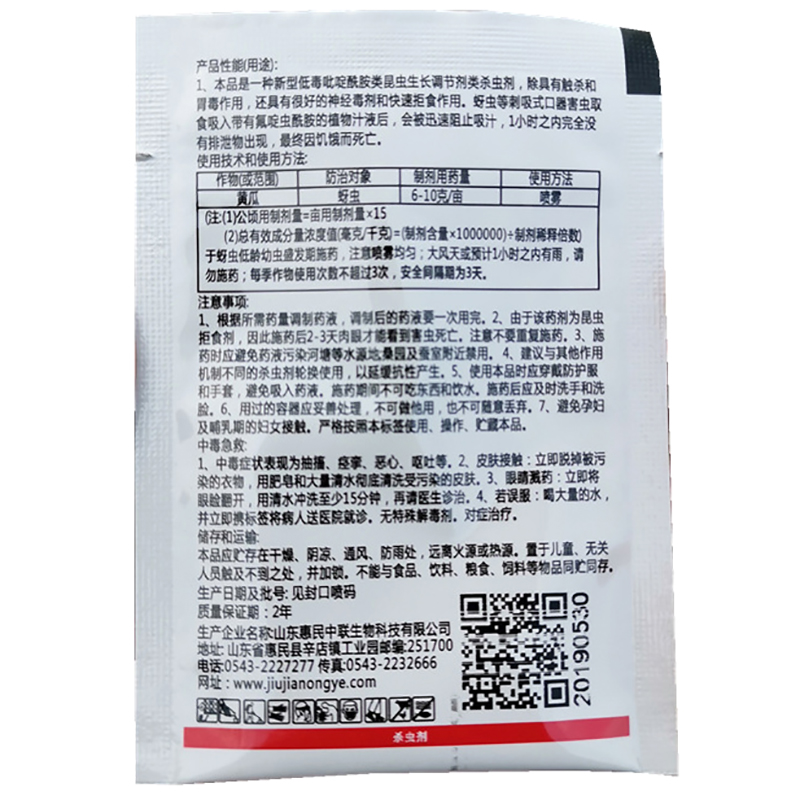 产品性能(用途):
1、本品是一种新型低毒吡啶酰胺类昆虫生长调节剂类杀虫剂，除具有触杀和
胃毒作用，还具有很好的神经毒剂和快速拒食作用。蚜虫等刺吸式口器害虫取
食吸入带有氟啶虫酰胺的植物汁液后，会被迅速阻止吸汁，1小时之内完全没
有排泄物出现，最终因饥饿而死亡。
使用技术和使用方法:
作物(或范围) 防治对象 制剂用药量 使用方法
黄瓜 蚜虫 6-10克/亩 喷雾
(注:(1)公顷用制剂量=亩用制剂量×15
(2)总有效成分量浓度值(毫克/千克)=(制剂含量×1000000)÷制剂稀释倍数)
于蚜虫低龄幼虫盛发期施药，注意喷雾均匀；大风天或预计1小时之内有雨，请
勿施药；每季作物使用次数不超过3次，安全间隔期为3天。
注意事项:
1、根据所需药量调制药液，调制后的药液要一次用完。2、由于该药剂为昆虫
拒食剂，因此施药后2-3天肉眼才能看到害虫死亡。注意不要重复施药。3、施
药时应避免药液污染河塘等水源地;桑园及蚕室附近禁用。4、建议与其他作用
机制不同的杀虫剂轮换使用，以延缓抗性产生。5、使用本品时应穿戴防护服
和手套，避免吸入药液。施药期间不可吃东西和饮水。施药后应及时洗手和洗
脸。6、用过的容器应妥善处理，不可做他用，也不可随意丢弃。7、避免孕妇
及哺乳期的妇女接触。严格按照本标签使用、操作、贮藏本品。
中毒急救:
1、中毒症状表现为抽搐、痉挛、恶心、呕吐等。2、皮肤接触：立即脱掉被污
染的衣物，用肥皂和大量清水彻底清洗受污染的皮肤。3、眼睛溅药：立即将
眼睑翻开，用清水冲洗至少15分钟，再请医生诊治。4、若误服：喝大量的水，
并立即携标签将病人送医院就诊。无特殊解毒剂。对症治疗。
储存和运输:
本品应贮存在干燥、阴凉、通风、防雨处，远离火源或热源。置于儿童、无关
人员触及不到之处，并加锁。不能与食品、饮料、粮食、饲料等物品同贮同存。
生产日期及批号: 见封口喷码
质量保证期：2年
生产企业名称:山东惠民中联生物科技有限公司
地址: 山东省惠民县辛店镇工业园邮编:251700
电话:0543-2227277 传真:0543-2232666
网址：www.jiujianongye.com
20190530
杀虫剂